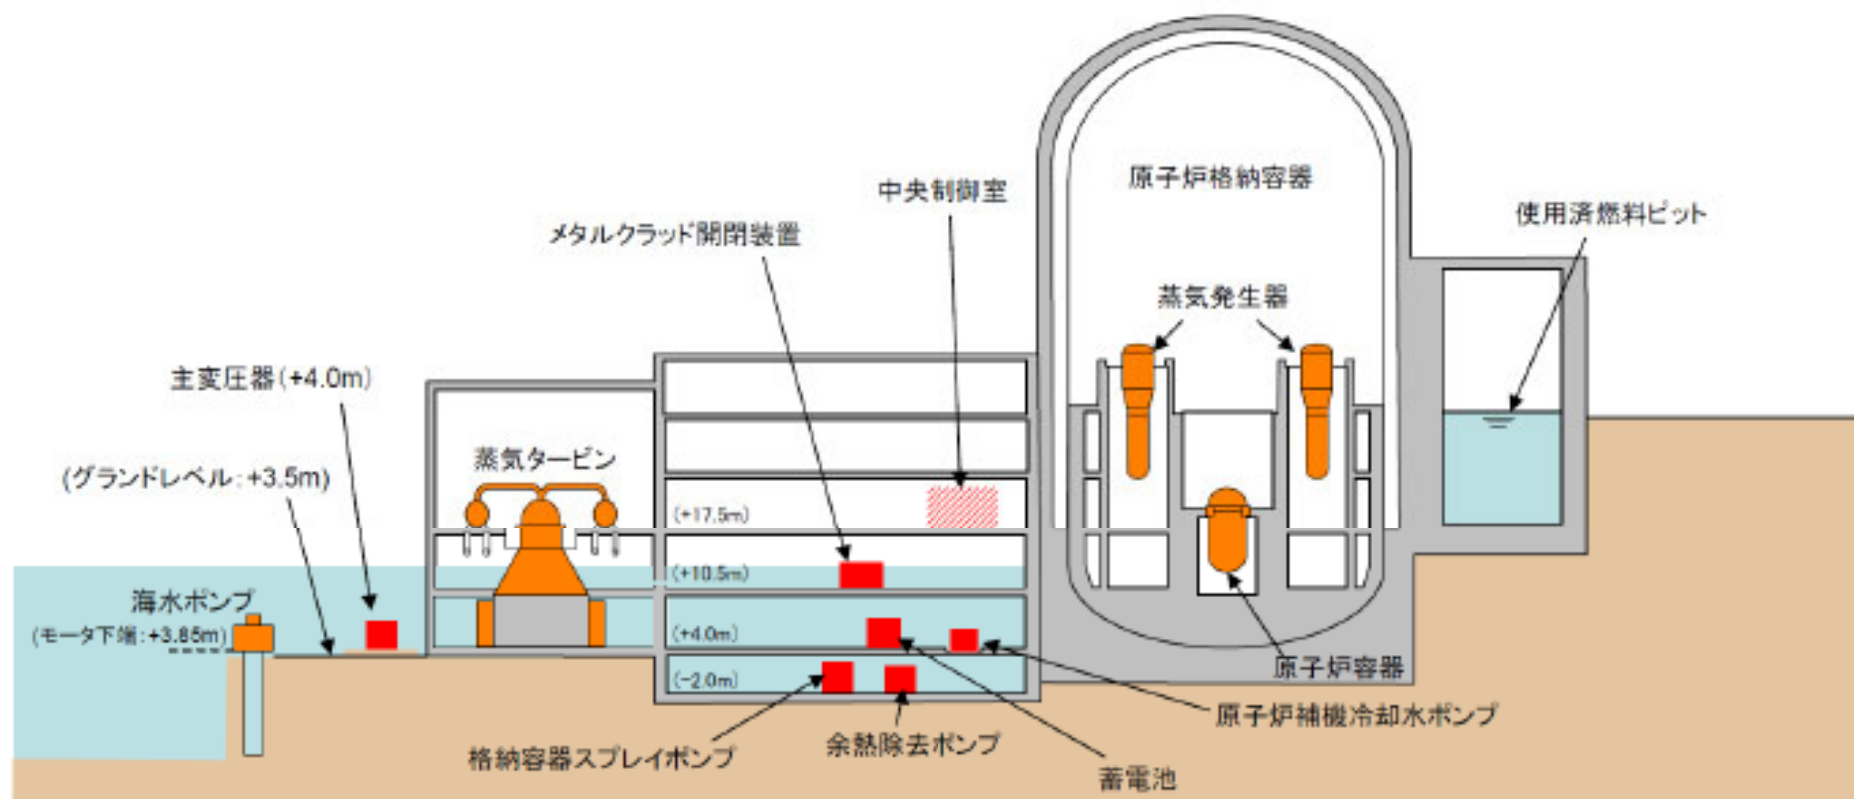 原子炉格納容器
中央制御室
使用済燃料ピット
メタルクラッド開閉装置
蒸気発生器
主変圧器(+4.0m)
蒸気タービン
(グランドレベル:+3.5m)
(+17.5m)
(+10.5m)
海水ポンプ
(モータ下端:+3.85m)
(+4.0m)
(-2.0m)
原子炉容器
原子炉補機冷却水ポンプ
余熱除去ポンプ
格納容器スプレイポンプ
蓄電池